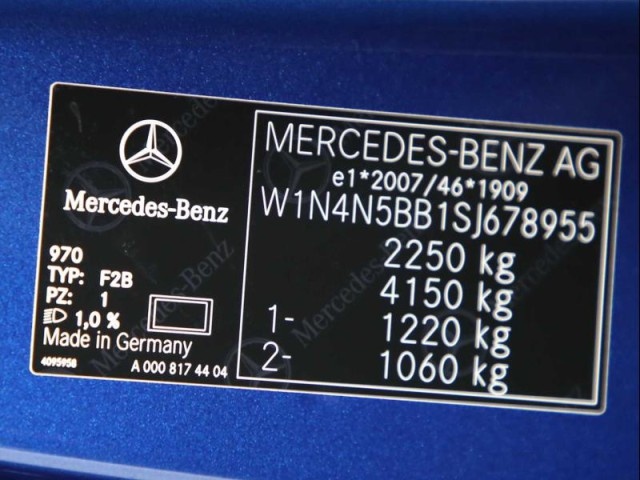 Mercedes-Benz
970
TYP: F2B
PZ: 1
1,0 %
Made in Germany
4095958
A 000 817 44 04
MERCEDES-BENZ AG
e1*2007/46*1909
W1N4N5BB1SJ678955
2250 kg
4150 kg
1- 1220 kg
2- 1060 kg